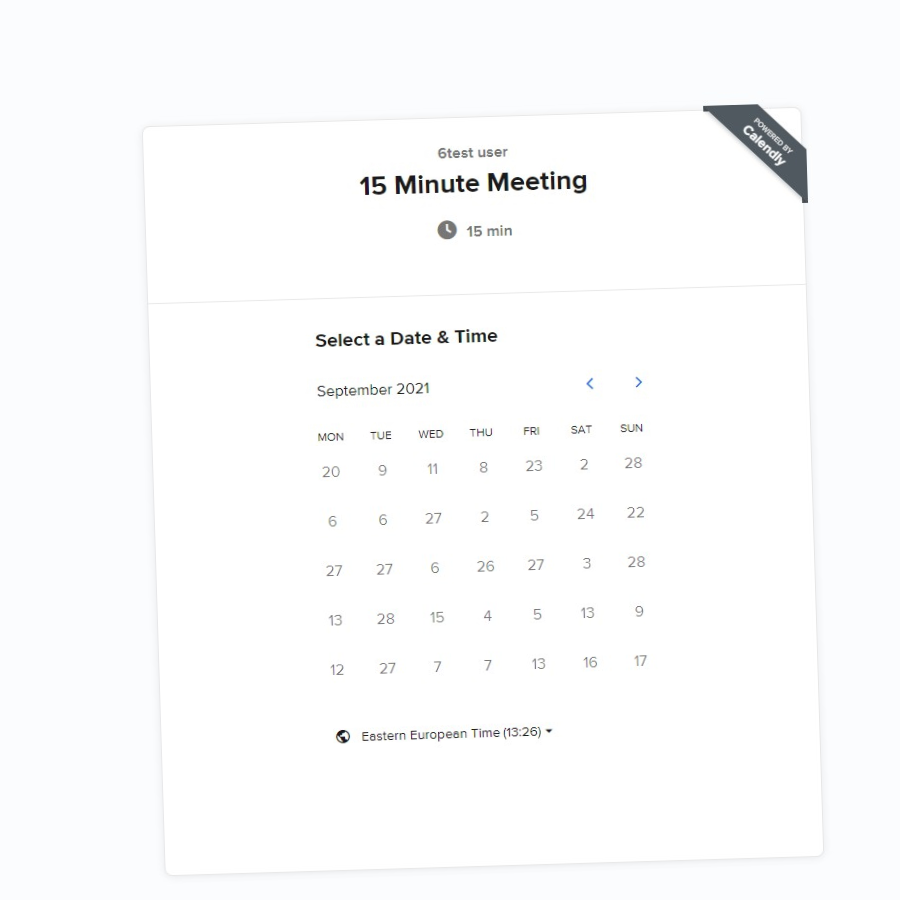 POWERED BY
Calendly
6test user
15 Minute Meeting
15 min
Select a Date & Time
September 2021
MON TUE WED THU FRI SAT SUN
20 9 11 8 23 2 28
6 6 27 2 5 24 22
27 27 6 26 27 3 28
13 28 15 4 5 13 9
12 27 7 7 13 16 17
Eastern European Time (13:26)